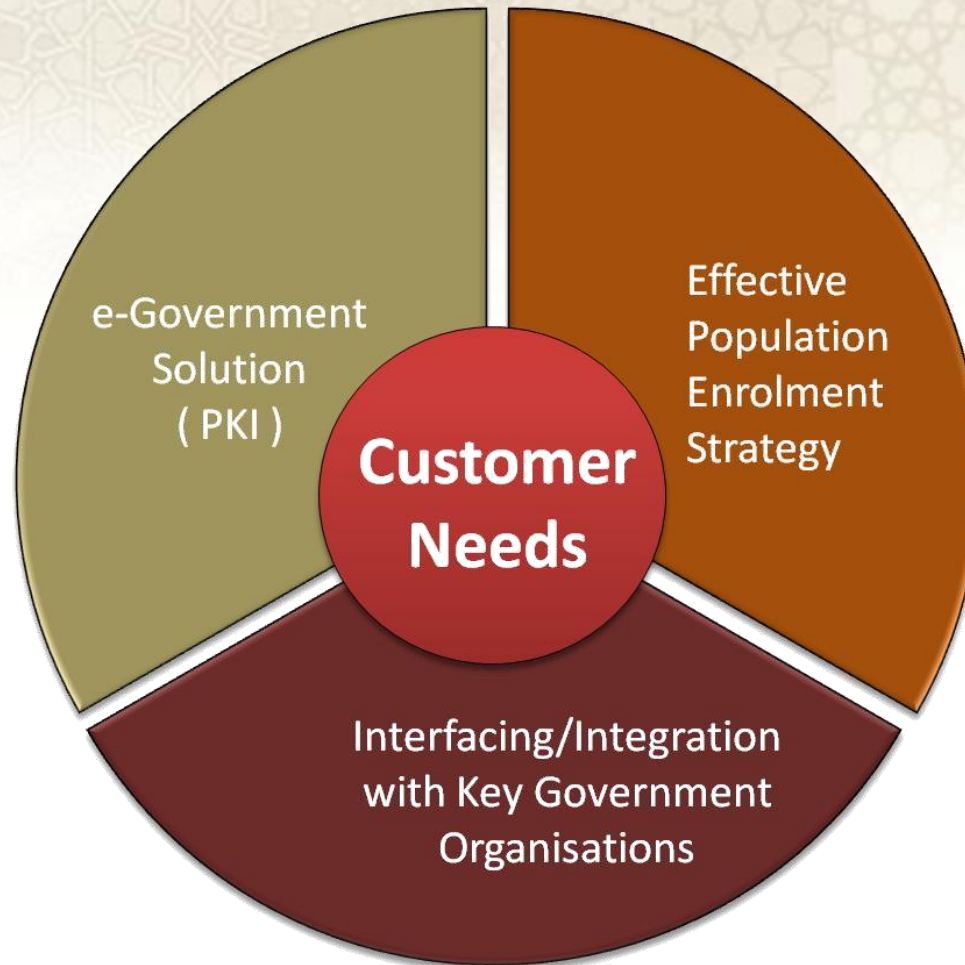 e-Government
Solution
( PKI )
Effective
Population
Enrolment
Strategy
Customer
Needs
Interfacing/Integration
with Key Government
Organisations